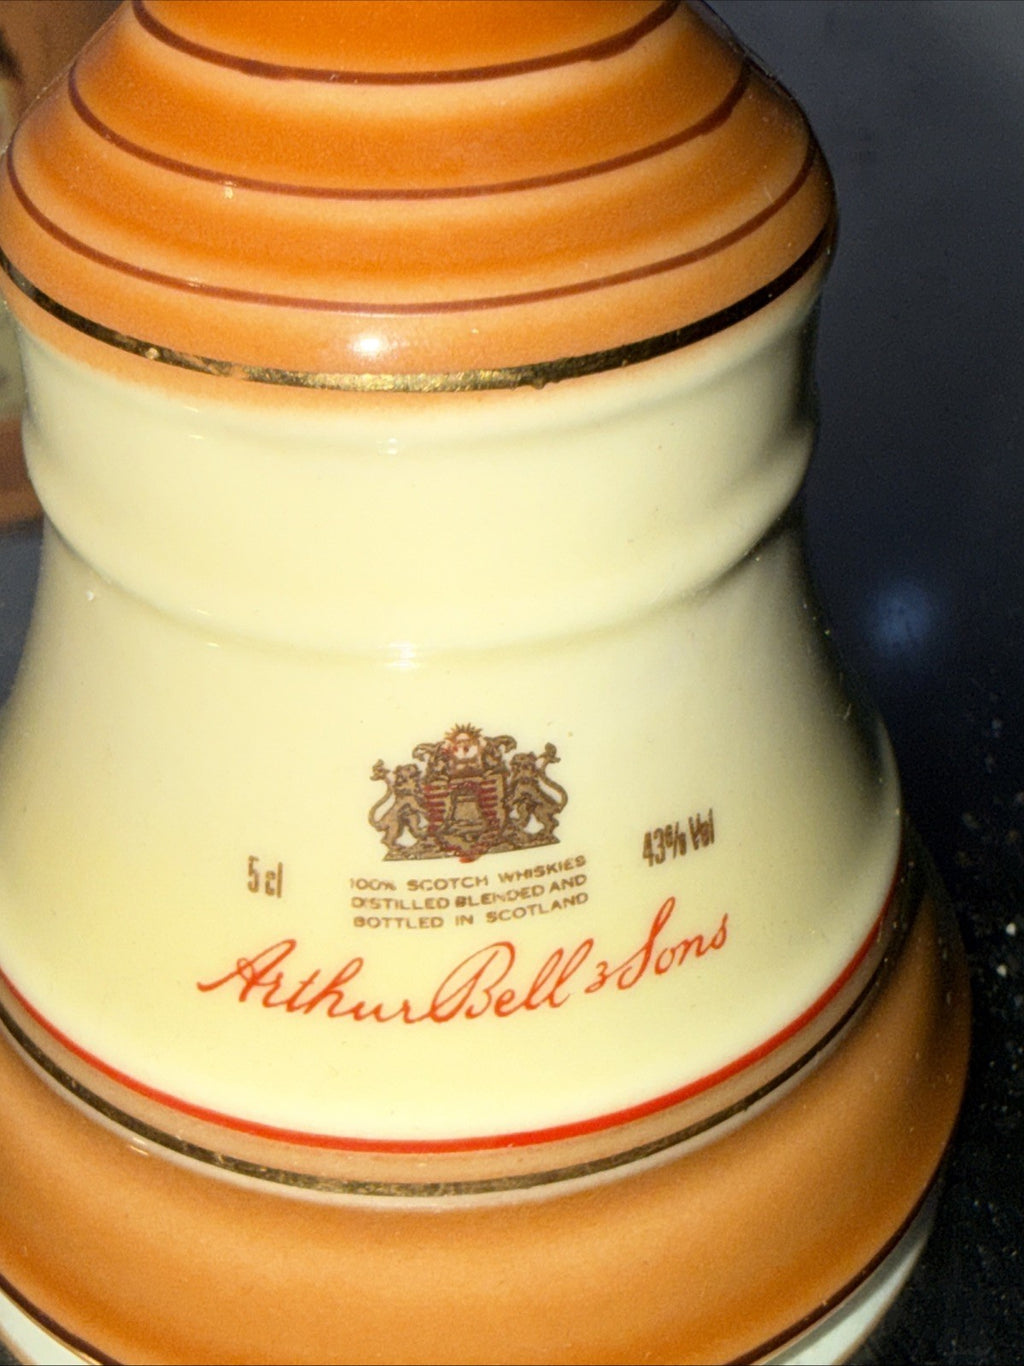 5 cl
43% Vol
100% SCOTCH WHISKIES
DISTILLED BLENDED AND
BOTTLED IN SCOTLAND
Arthur Bell & Sons